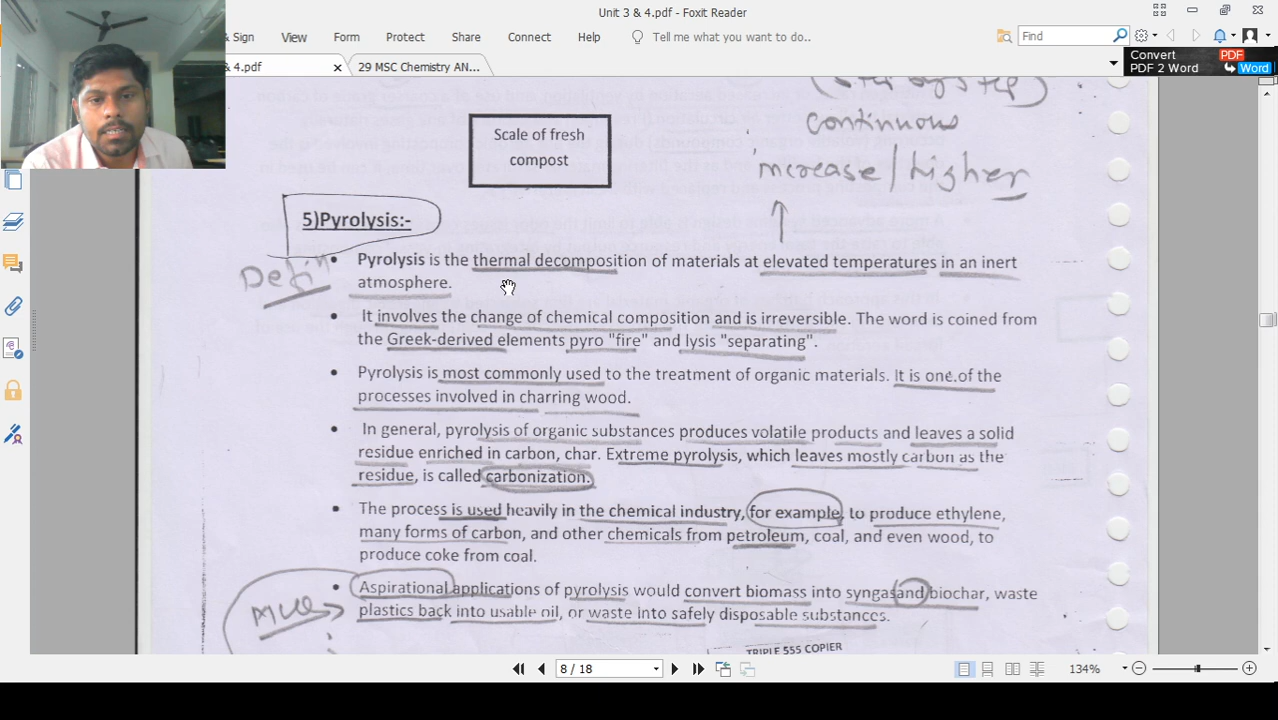 Unit 3 & 4.pdf - Foxit Reader
& Sign View Form Protect Share Connect Help Tell me what you want to do.. Find
& 4.pdf × 29 MSC Chemistry AN...
Convert PDF
PDF 2 Word Word
continuous
increase/higher
Scale of fresh
compost
5)Pyrolysis:-
Defi
• Pyrolysis is the thermal decomposition of materials at elevated temperatures in an inert
atmosphere.
• It involves the change of chemical composition and is irreversible. The word is coined from
the Greek-derived elements pyro "fire" and lysis "separating".
• Pyrolysis is most commonly used to the treatment of organic materials. It is one of the
processes involved in charring wood.
• In general, pyrolysis of organic substances produces volatile products and leaves a solid
residue enriched in carbon, char. Extreme pyrolysis, which leaves mostly carbon as the
residue, is called carbonization.
• The process is used heavily in the chemical industry, for example, to produce ethylene,
many forms of carbon, and other chemicals from petroleum, coal, and even wood, to
produce coke from coal.
• Aspirational applications of pyrolysis would convert biomass into syngas and biochar, waste
MCQ
plastics back into usable oil, or waste into safely disposable substances.
TRIPLE 555 COPIER
8 / 18
134%